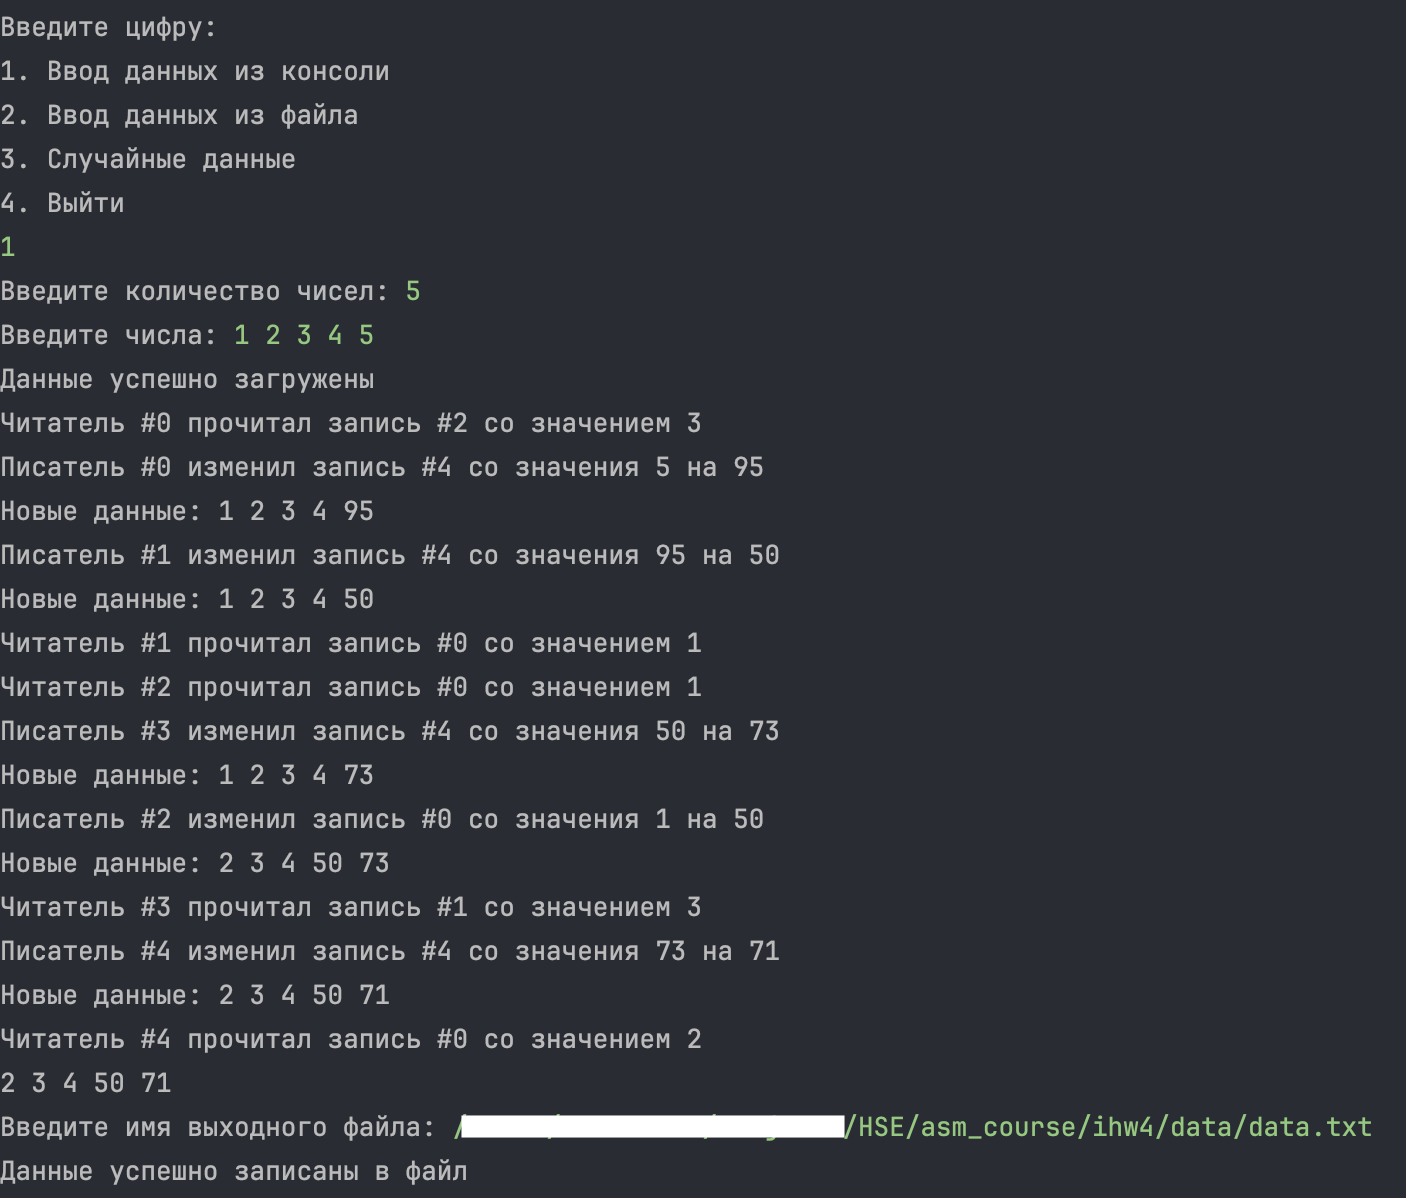 Введите цифру:
1. Ввод данных из консоли
2. Ввод данных из файла
3. Случайные данные
4. Выйти
1
Введите количество чисел: 5
Введите числа: 1 2 3 4 5
Данные успешно загружены
Читатель #0 прочитал запись #2 со значением 3
Писатель #0 изменил запись #4 со значения 5 на 95
Новые данные: 1 2 3 4 95
Писатель #1 изменил запись #4 со значения 95 на 50
Новые данные: 1 2 3 4 50
Читатель #1 прочитал запись #0 со значением 1
Читатель #2 прочитал запись #0 со значением 1
Писатель #3 изменил запись #4 со значения 50 на 73
Новые данные: 1 2 3 4 73
Писатель #2 изменил запись #0 со значения 1 на 50
Новые данные: 2 3 4 50 73
Читатель #3 прочитал запись #1 со значением 3
Писатель #4 изменил запись #4 со значения 73 на 71
Новые данные: 2 3 4 50 71
Читатель #4 прочитал запись #0 со значением 2
2 3 4 50 71
Введите имя выходного файла: / /HSE/asm_course/ihw4/data/data.txt
Данные успешно записаны в файл